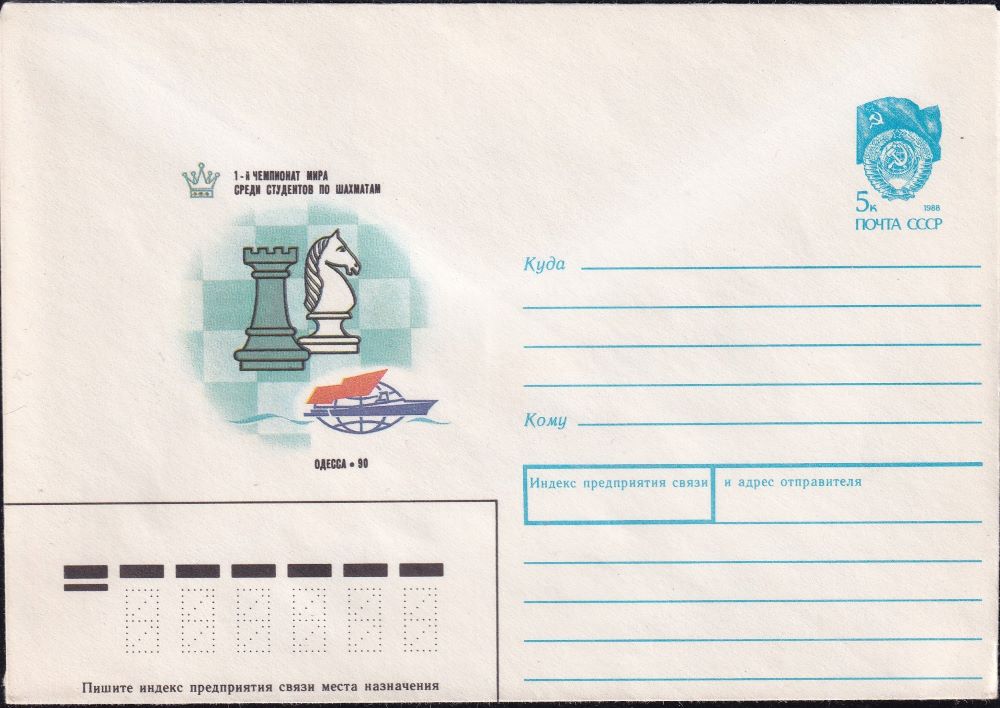 1-й ЧЕМПИОНАТ МИРА
СРЕДИ СТУДЕНТОВ ПО ШАХМАТАМ
ОДЕССА • 90
5к 1988
ПОЧТА СССР
Куда
Кому
Индекс предприятия связи и адрес отправителя
Пишите индекс предприятия связи места назначения